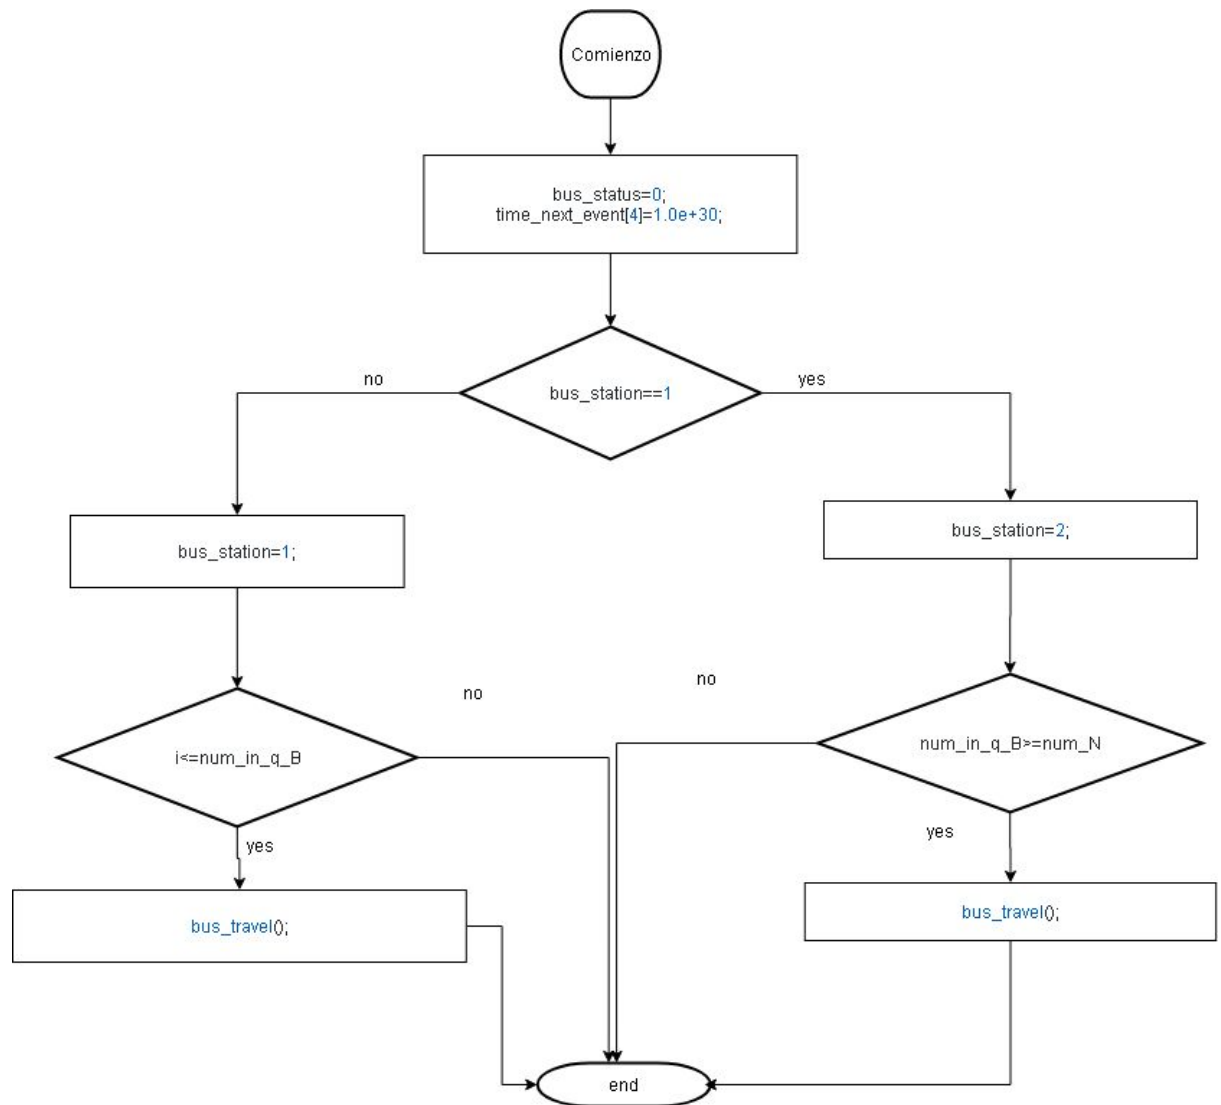 Comienzo
bus_status=0;
time_next_event[4]=1.0e+30;
no
bus_station==1
yes
bus_station=1;
bus_station=2;
no
no
i<=num_in_q_B
num_in_q_B>=num_N
yes
yes
bus_travel();
bus_travel();
end